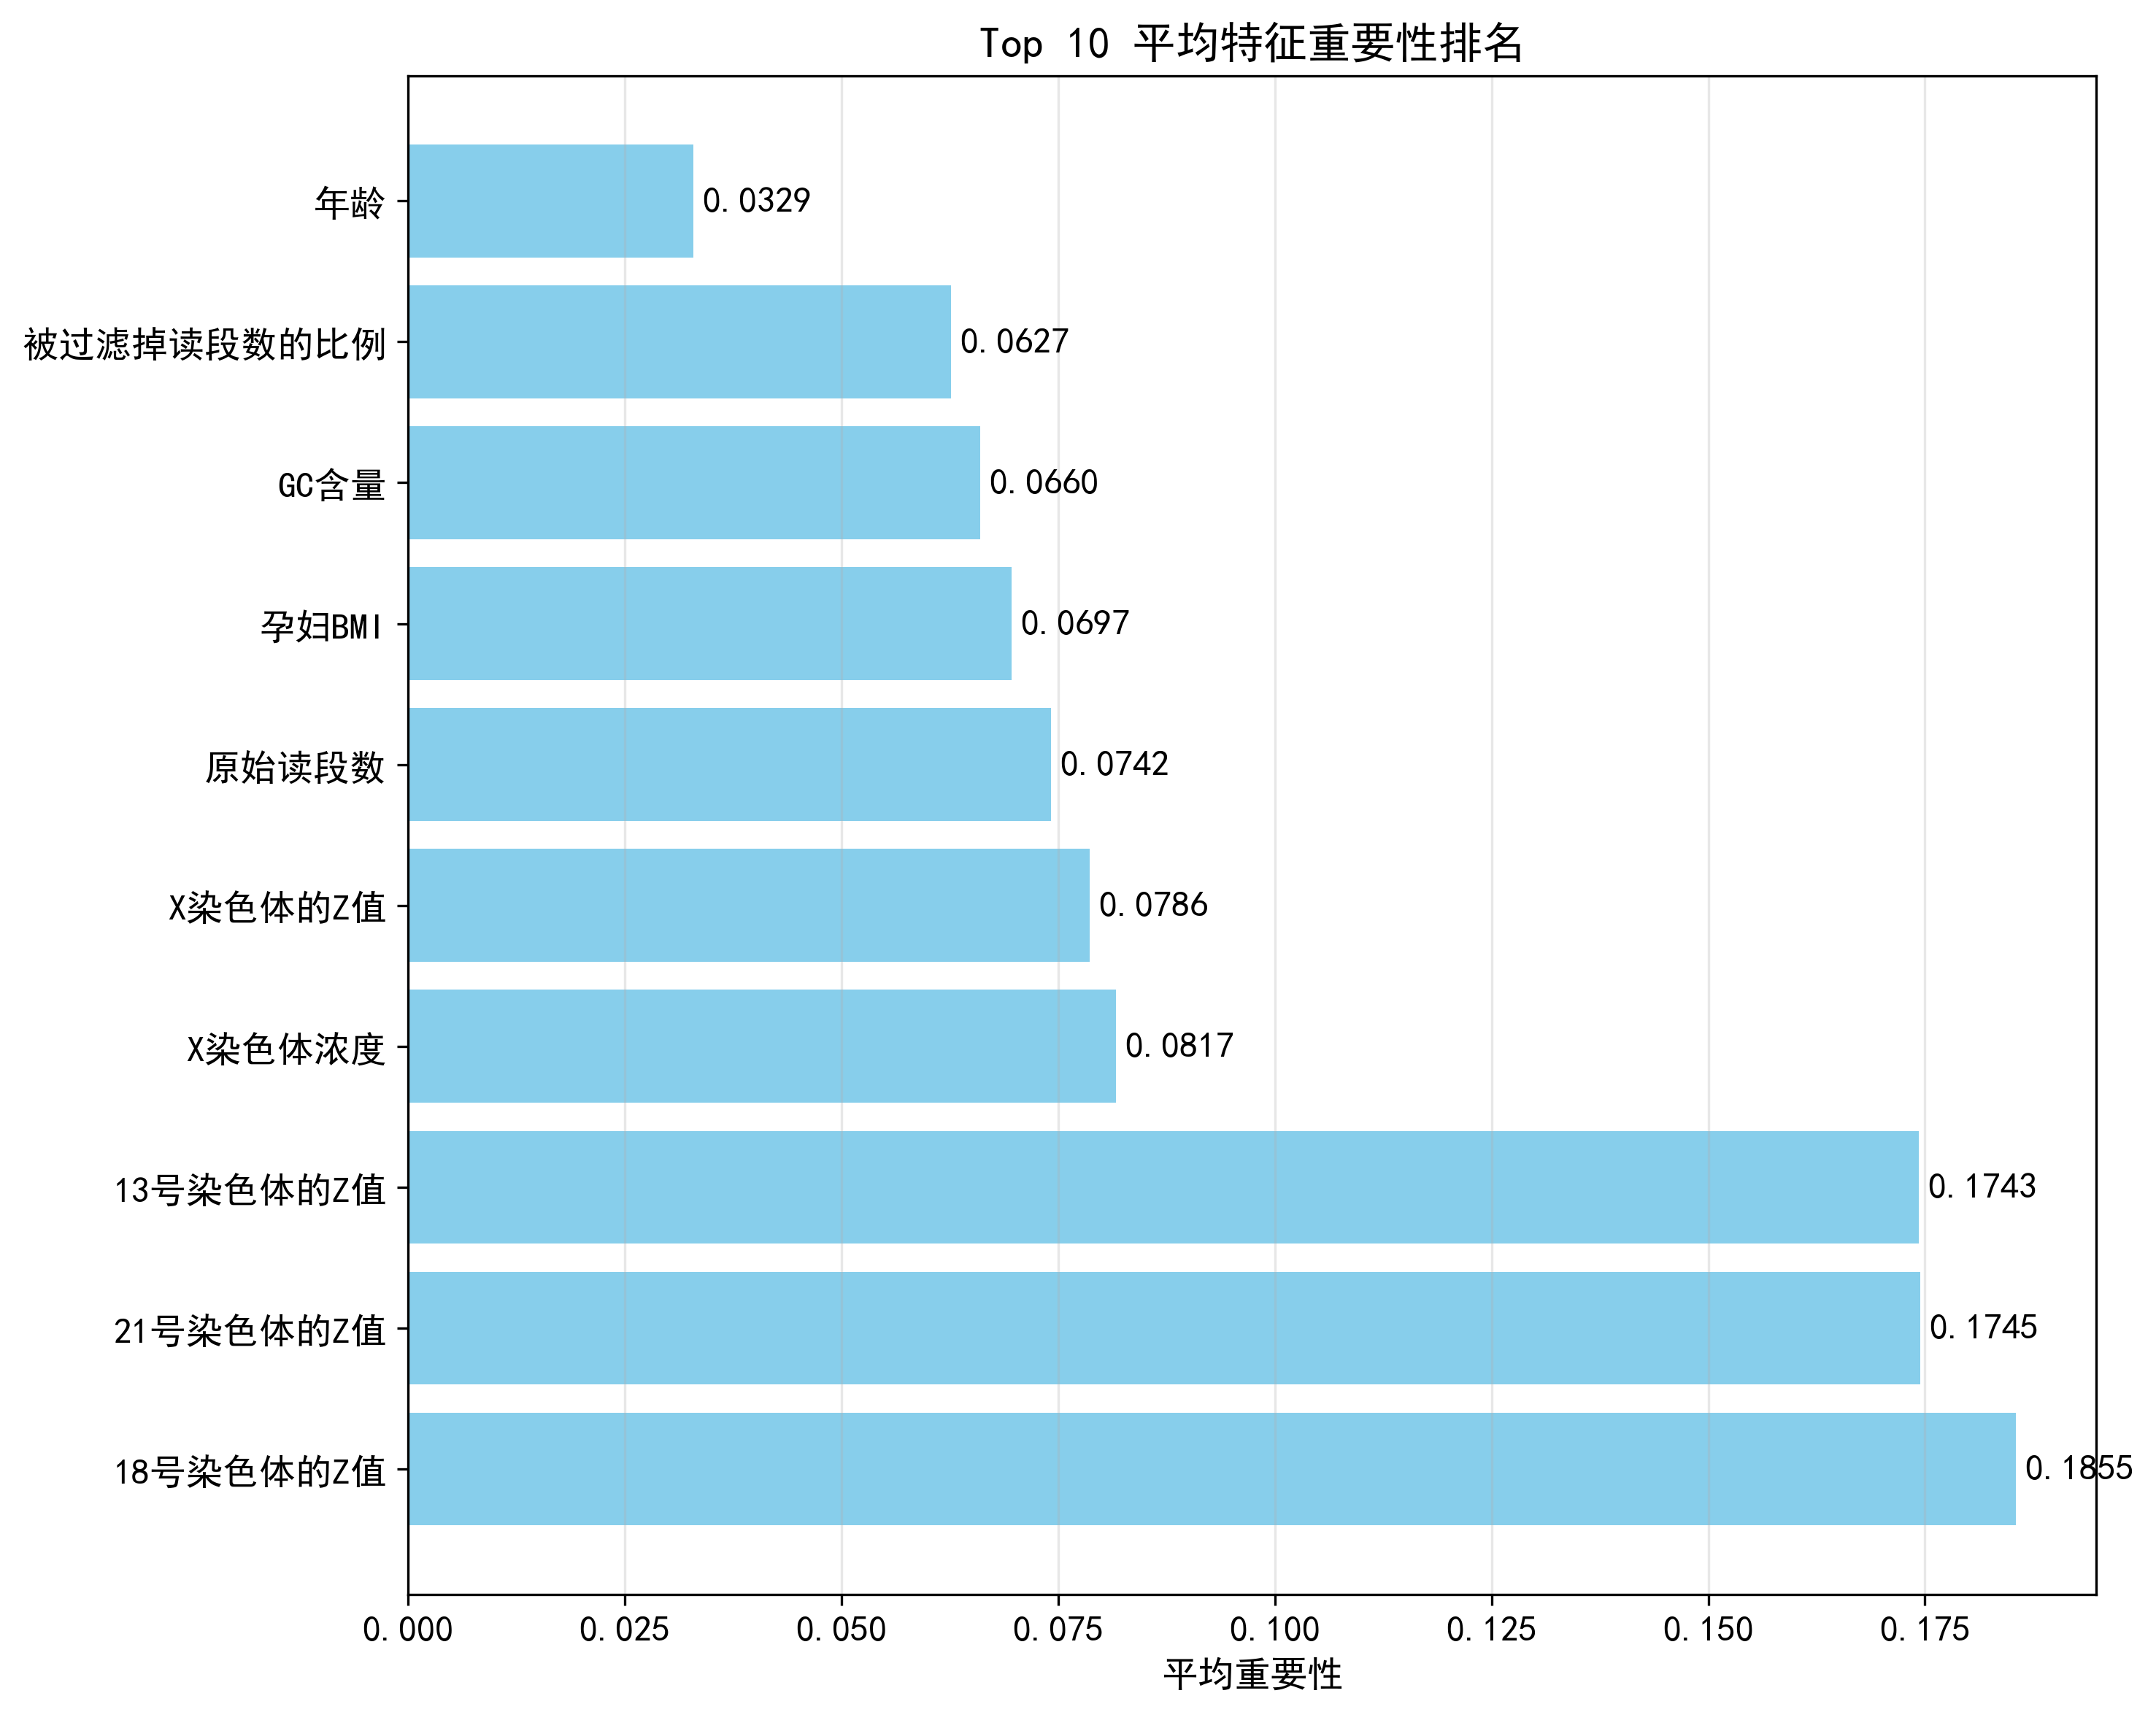 Top 10 平均特征重要性排名
年龄
0.0329
被过滤掉读段数的比例
0.0627
GC含量
0.0660
孕妇BMI
0.0697
原始读段数
0.0742
X染色体的Z值
0.0786
X染色体浓度
0.0817
13号染色体的Z值
0.1743
21号染色体的Z值
0.1745
18号染色体的Z值
0.1855
0.000 0.025 0.050 0.075 0.100 0.125 0.150 0.175
平均重要性